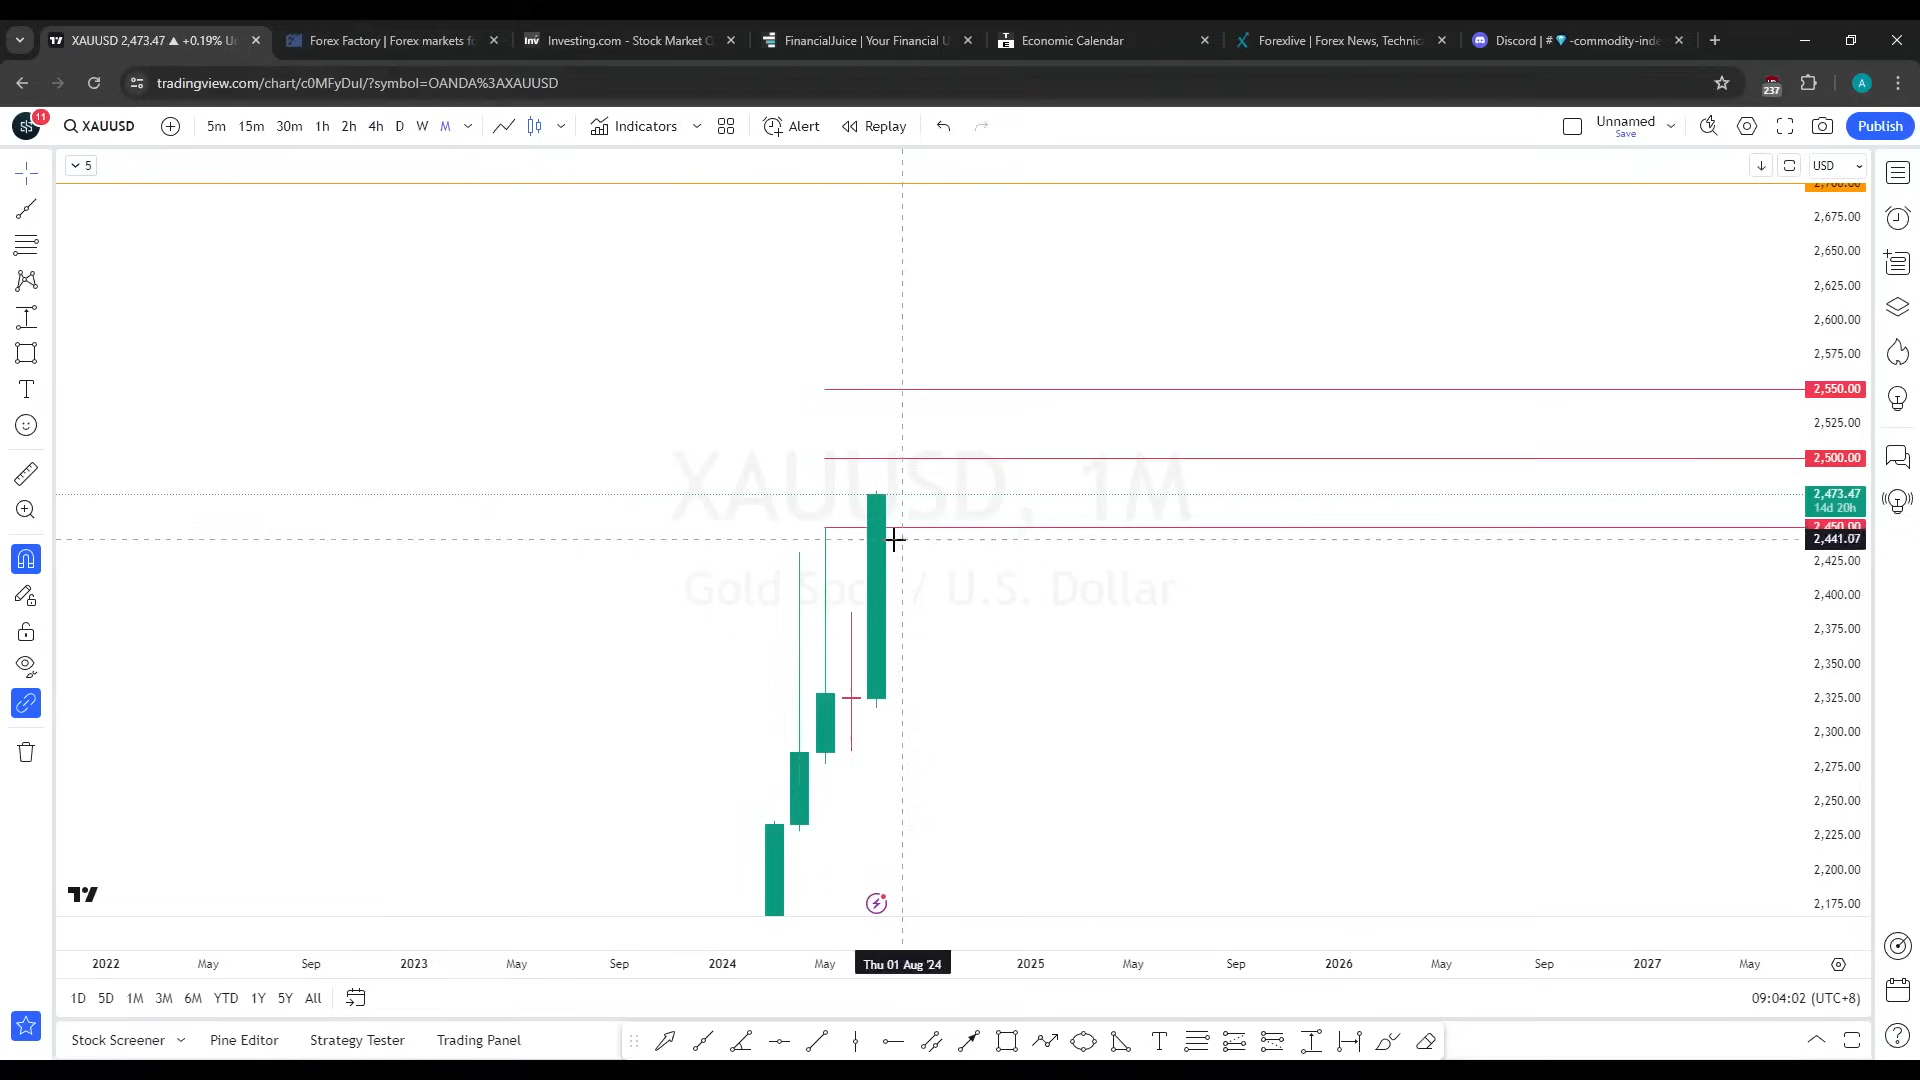 XAUUSD 2,473.47 ▲ +0.19% Un
Forex Factory | Forex markets fo
Investing.com - Stock Market Q
FinancialJuice | Your Financial U
Economic Calendar
Forexlive | Forex News, Technic
Discord | # 💎 -commodity-inde
tradingview.com/chart/c0MFyDul/?symbol=OANDA%3AXAUUSD
237
A
11
XAUUSD
5m 15m 30m 1h 2h 4h D W M
Indicators
Alert
Replay
Unnamed
Save
Publish
5
USD
2,700.00
2,675.00
2,650.00
2,625.00
2,600.00
2,575.00
2,550.00
2,525.00
2,500.00
2,473.47
14d 20h
2,450.00
2,441.07
2,425.00
2,400.00
2,375.00
2,350.00
2,325.00
2,300.00
2,275.00
2,250.00
2,225.00
2,200.00
2,175.00
XAUUSD, 1M
Gold Spot / U.S. Dollar
2022 May Sep 2023 May Sep 2024 May Thu 01 Aug '24 2025 May Sep 2026 May Sep 2027 May
1D 5D 1M 3M 6M YTD 1Y 5Y All
09:04:02 (UTC+8)
Stock Screener Pine Editor Strategy Tester Trading Panel